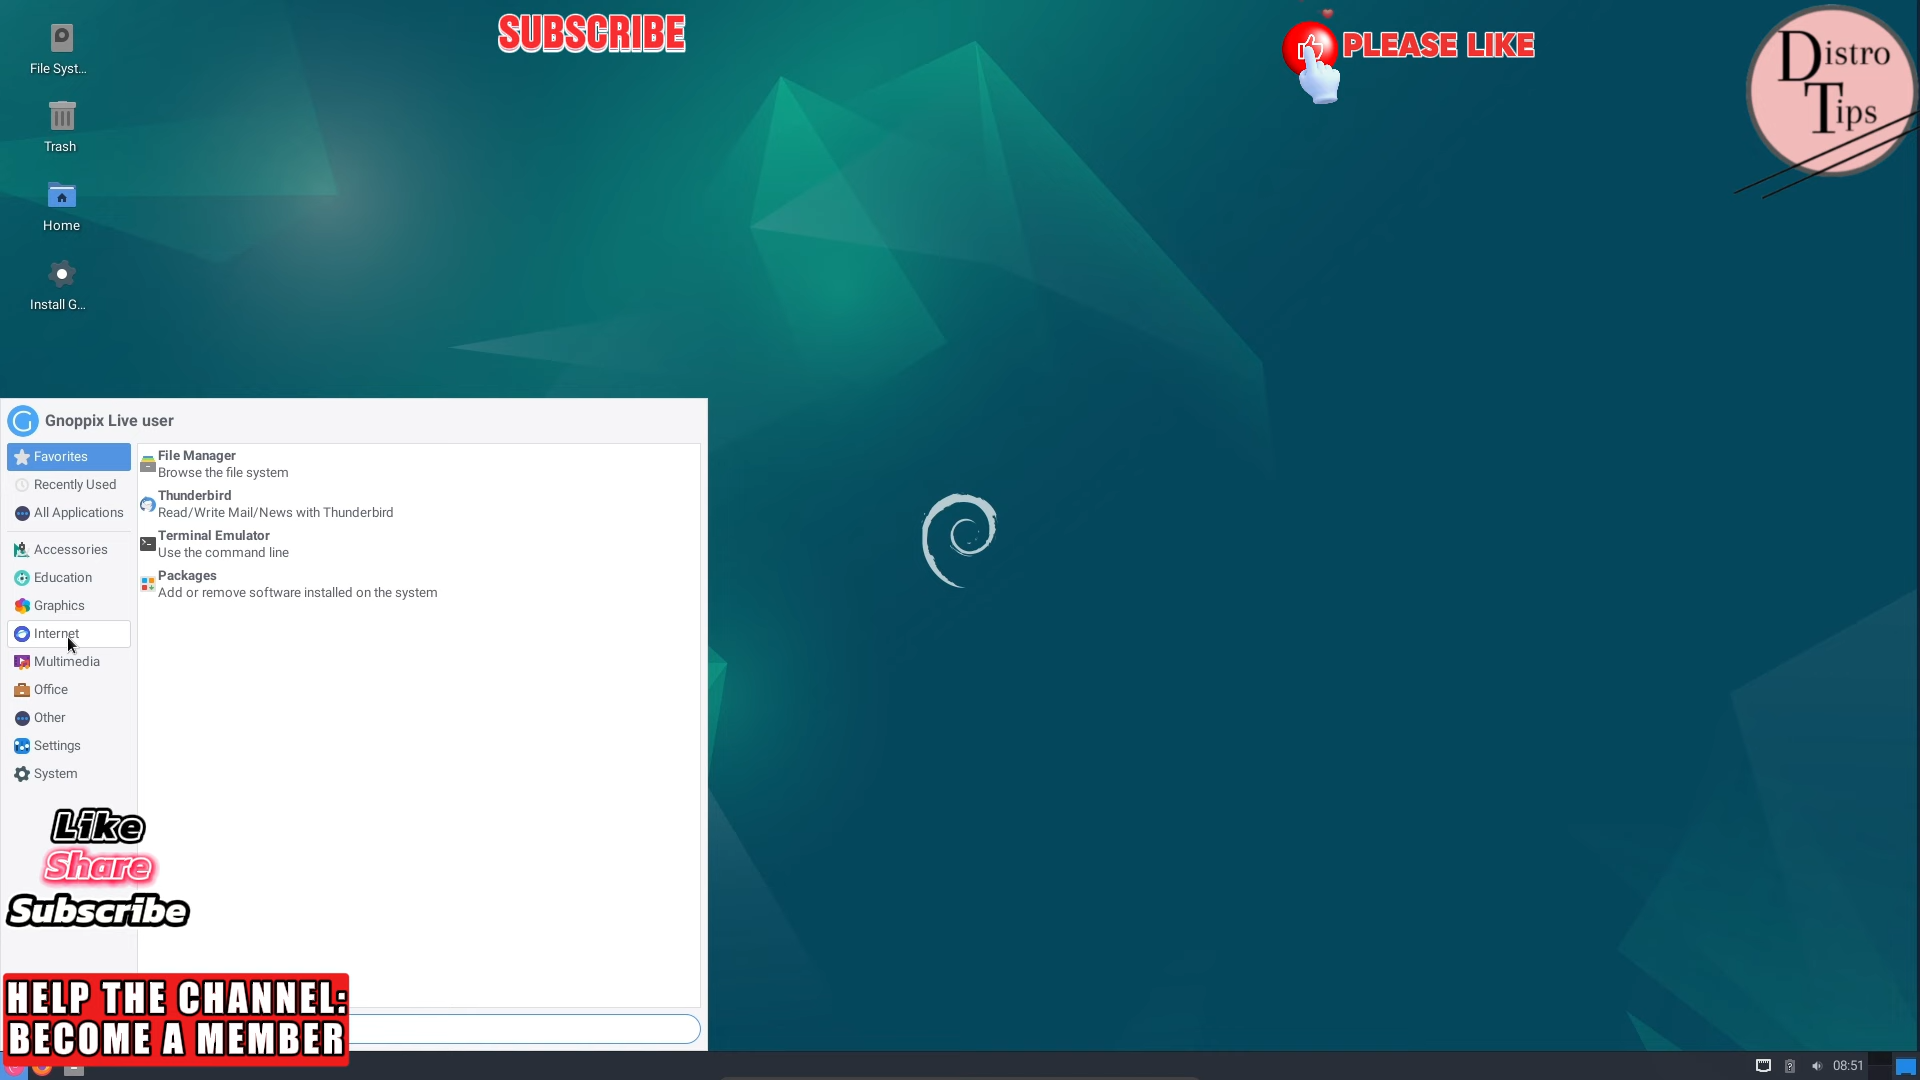 SUBSCRIBE
PLEASE LIKE
Distro
Tips
File Syst...
Trash
Home
Install G...
Gnoppix Live user
Favorites
Recently Used
All Applications
Accessories
Education
Graphics
Internet
Multimedia
Office
Other
Settings
System
File Manager
Browse the file system
Thunderbird
Read/Write Mail/News with Thunderbird
Terminal Emulator
Use the command line
Packages
Add or remove software installed on the system
Like
Share
Subscribe
HELP THE CHANNEL:
BECOME A MEMBER
08:51